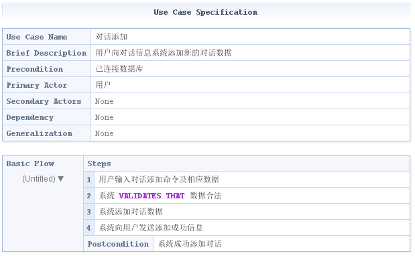 Use Case Specification
Use Case Name 对话添加
Brief Description 用户向对话信息系统添加新的对话数据
Precondition 已连接数据库
Primary Actor 用户
Secondary Actors None
Dependency None
Generalization None
Basic Flow Steps
(Untitled) ▼
1 用户输入对话添加命令及相应数据
2 系统 VALIDATES THAT 数据合法
3 系统添加对话数据
4 系统向用户发送添加成功信息
Postcondition 系统成功添加对话